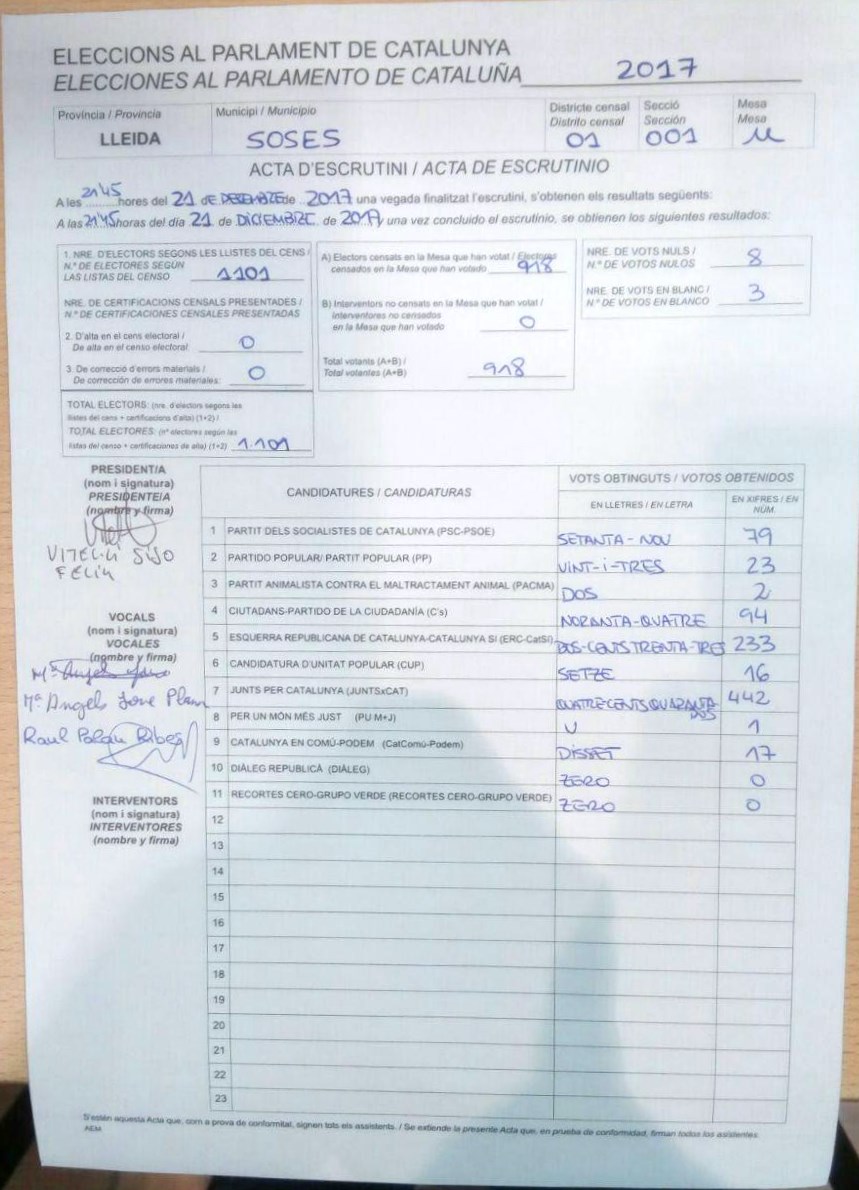 ELECCIONS AL PARLAMENT DE CATALUNYA
ELECCIONES AL PARLAMENTO DE CATALUÑA 2017
Província / Provincia
LLEIDA
Municipi / Municipio
SOSES
Districte censal
Distrito censal
01
Secció
Sección
001
Mesa
Mesa
U
ACTA D'ESCRUTINI / ACTA DE ESCRUTINIO
A les 21'45 hores del 21 de DESEMBRE de 2017 una vegada finalitzat l'escrutini, s'obtenen els resultats següents:
A las 21'45 horas del día 21 de DICIEMBRE de 2017 una vez concluido el escrutinio, se obtienen los siguientes resultados:
1. NRE. D'ELECTORS SEGONS LES LLISTES DEL CENS /
N.º DE ELECTORES SEGÚN
LAS LISTAS DEL CENSO 1101
NRE. DE CERTIFICACIONS CENSALS PRESENTADES /
N.º DE CERTIFICACIONES CENSALES PRESENTADAS
2. D'alta en el cens electoral /
De alta en el censo electoral: 0
3. De correcció d'errors materials /
De corrección de errores materiales: 0
TOTAL ELECTORS: (nre. d'electors segons les
llistes del cens + certificacions d'alta) (1+2) /
TOTAL ELECTORES: (nº electores según las
listas del censo + certificaciones de alta) (1+2) 1.101
A) Electors censats en la Mesa que han votat / Electores
censados en la Mesa que han votado 918
B) Interventors no censats en la Mesa que han votat /
Interventores no censados
en la Mesa que han votado 0
Total votants (A+B) /
Total votantes (A+B) 918
NRE. DE VOTS NULS /
N.º DE VOTOS NULOS 8
NRE. DE VOTS EN BLANC /
N.º DE VOTOS EN BLANCO 3
PRESIDENT/A
(nom i signatura)
PRESIDENTE/A
(nombre y firma)
VOCALS
(nom i signatura)
VOCALES
(nombre y firma)
Mª Angels Jove Plan
Raul Palau Ribes
INTERVENTORS
(nom i signatura)
INTERVENTORES
(nombre y firma)
CANDIDATURES / CANDIDATURAS
VOTS OBTINGUTS / VOTOS OBTENIDOS
EN LLETRES / EN LETRA
EN XIFRES / EN NÚM.
1 PARTIT DELS SOCIALISTES DE CATALUNYA (PSC-PSOE) SETANTA-NOU 79
2 PARTIDO POPULAR/ PARTIT POPULAR (PP) VINT-i-TRES 23
3 PARTIT ANIMALISTA CONTRA EL MALTRACTAMENT ANIMAL (PACMA) DOS 2
4 CIUTADANS-PARTIDO DE LA CIUDADANÍA (C's) NORANTA-QUATRE 94
5 ESQUERRA REPUBLICANA DE CATALUNYA-CATALUNYA SÍ (ERC-CatSí) DOS-CENTS TRENTA-TRES 233
6 CANDIDATURA D'UNITAT POPULAR (CUP) SETZE 16
7 JUNTS PER CATALUNYA (JUNTSxCAT) QUATRECENTS QUARANTA DOS 442
8 PER UN MÓN MÉS JUST (PU M+J) U 1
9 CATALUNYA EN COMÚ-PODEM (CatComú-Podem) DISSET 17
10 DIÀLEG REPUBLICÀ (DIÀLEG) ZERO 0
11 RECORTES CERO-GRUPO VERDE (RECORTES CERO-GRUPO VERDE) ZERO 0
12
13
14
15
16
17
18
19
20
21
22
23
S'estén aquesta Acta que, com a prova de conformitat, signen tots els assistents. / Se extiende la presente Acta que, en prueba de conformidad, firman todos los asistentes.
AEM